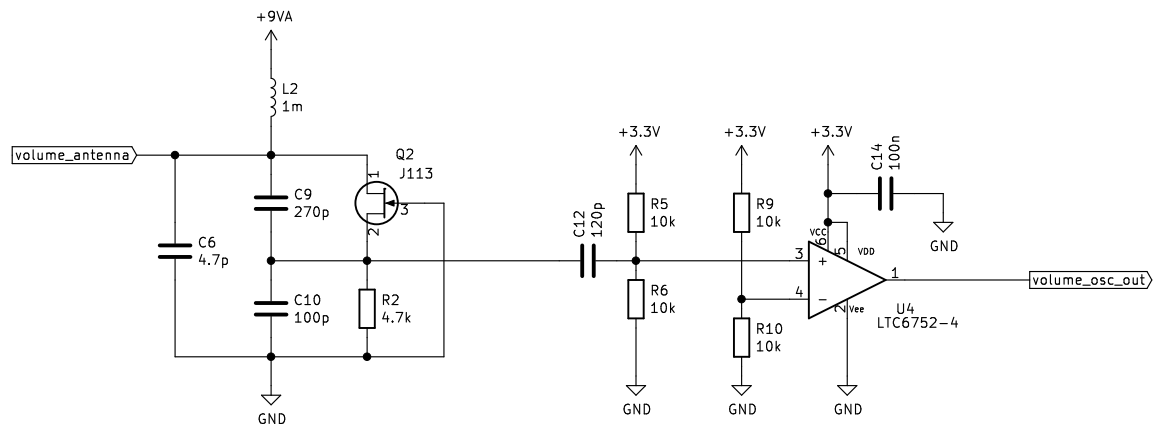 +9VA
L2
1m
volume_antenna
Q2
J113
1
3
2
C9
270p
C6
4.7p
C10
100p
R2
4.7k
GND
C12
120p
+3.3V
R5
10k
R6
10k
GND
+3.3V
R9
10k
R10
10k
GND
+3.3V
C14
100n
GND
VCC
6
5
VDD
3
+
4
−
1
2
Vee
U4
LTC6752-4
GND
volume_osc_out